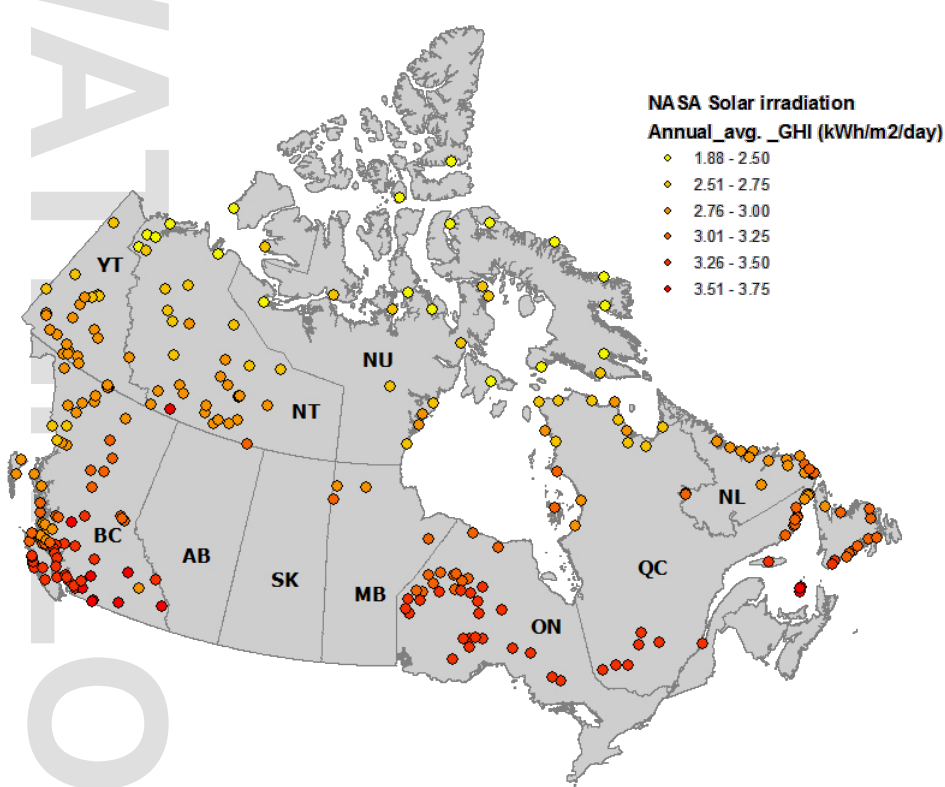 NASA Solar irradiation
Annual_avg. _GHI (kWh/m2/day)
1.88 - 2.50
2.51 - 2.75
2.76 - 3.00
3.01 - 3.25
3.26 - 3.50
3.51 - 3.75
YT
NU
NT
NL
BC
AB
SK
MB
ON
QC